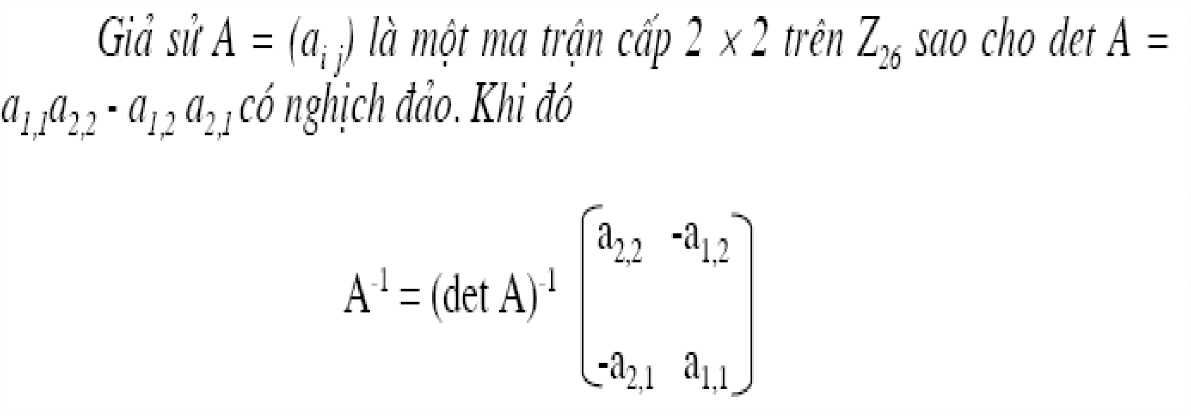 Giả sử A = (a_{i j}) là một ma trận cấp 2 × 2 trên Z_{26} sao cho det A =
a_{1,1}a_{2,2} - a_{1,2} a_{2,1} có nghịch đảo. Khi đó
a_{2,2} -a_{1,2}
A^{-1} = (det A)^{-1}
-a_{2,1} a_{1,1}